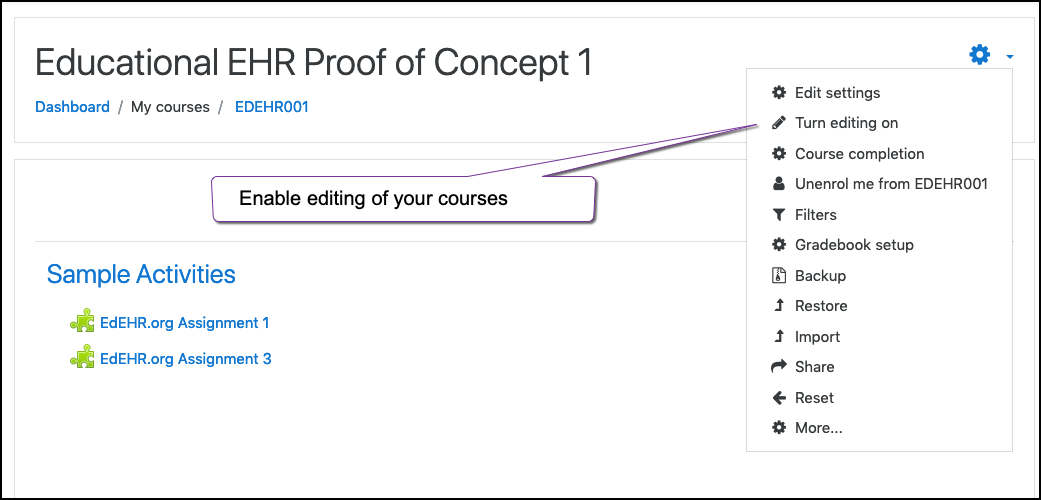 Educational EHR Proof of Concept 1
Dashboard / My courses / EDEHR001
Edit settings
Turn editing on
Course completion
Unenrol me from EDEHR001
Filters
Gradebook setup
Backup
Restore
Import
Share
Reset
More...
Enable editing of your courses
Sample Activities
EdEHR.org Assignment 1
EdEHR.org Assignment 3